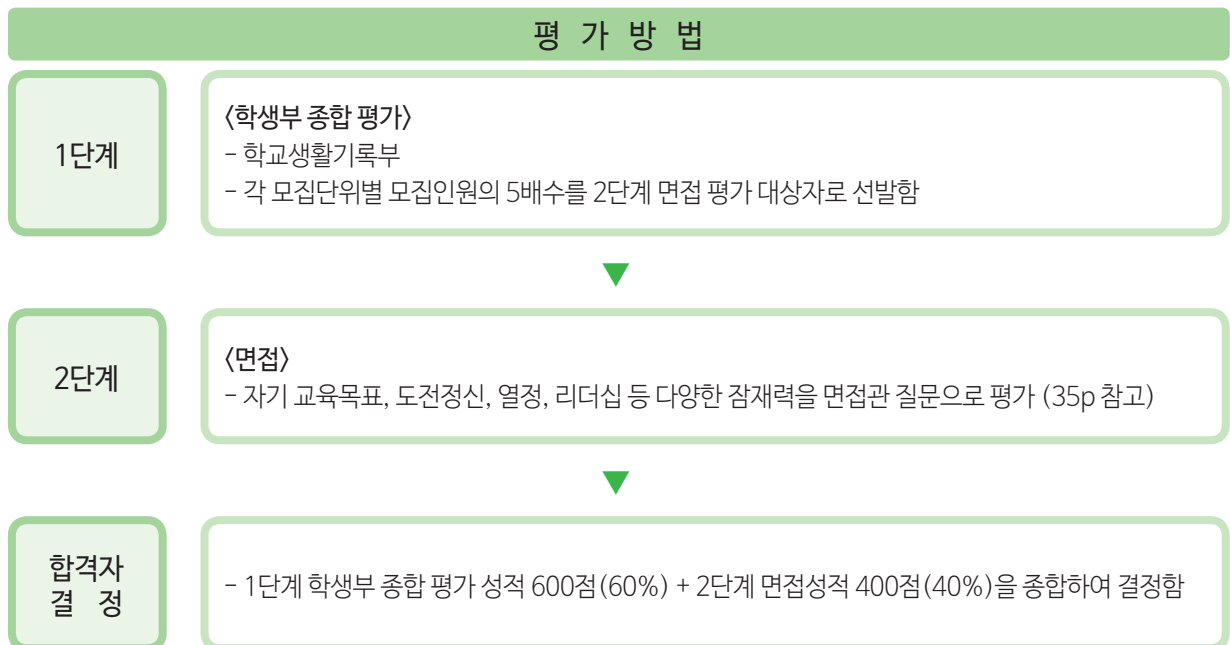 평 가 방 법
1단계
〈학생부 종합 평가〉
- 학교생활기록부
- 각 모집단위별 모집인원의 5배수를 2단계 면접 평가 대상자로 선발함
▼
2단계
〈면접〉
- 자기 교육목표, 도전정신, 열정, 리더십 등 다양한 잠재력을 면접관 질문으로 평가 (35p 참고)
▼
합격자
결 정
- 1단계 학생부 종합 평가 성적 600점(60%) + 2단계 면접성적 400점(40%)을 종합하여 결정함